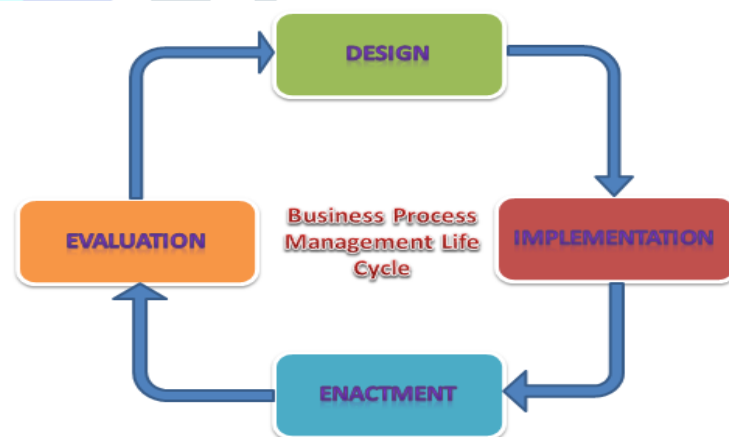 DESIGN
EVALUATION
Business Process
Management Life
Cycle
IMPLEMENTATION
ENACTMENT